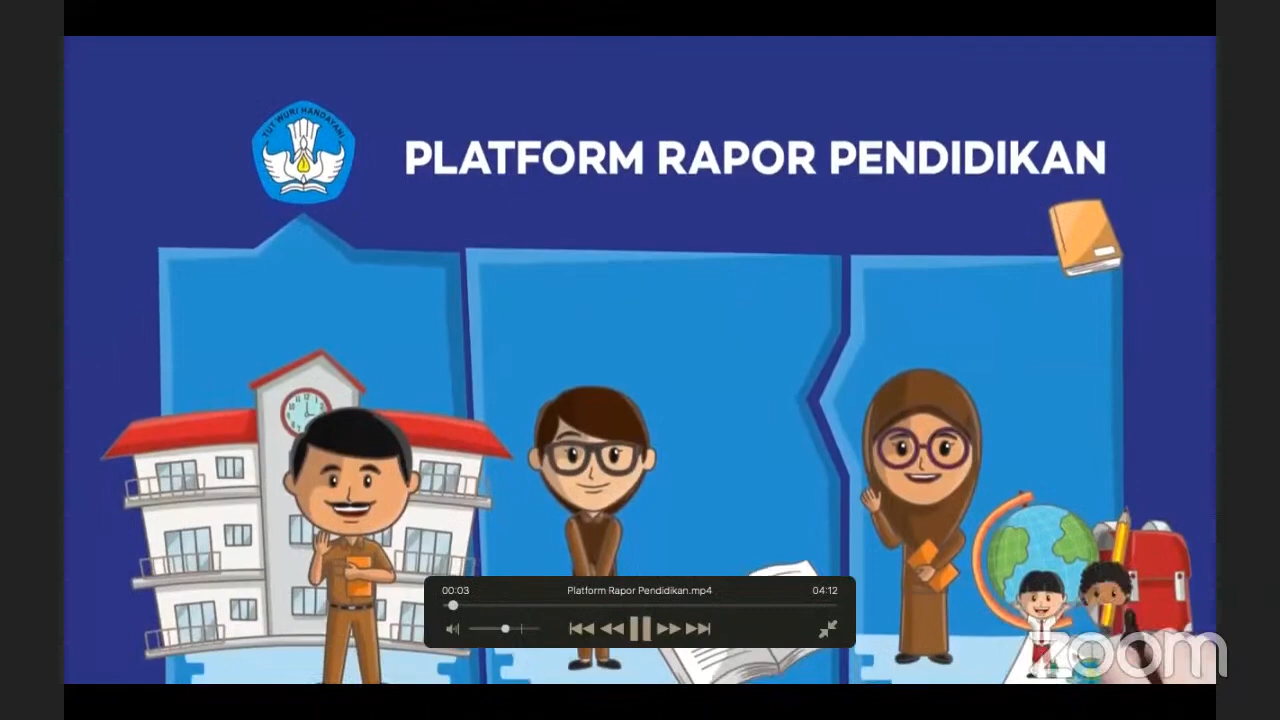 TUT WURI HANDAYANI
PLATFORM RAPOR PENDIDIKAN
00:03
Platform Rapor Pendidikan.mp4
04:12
zoom